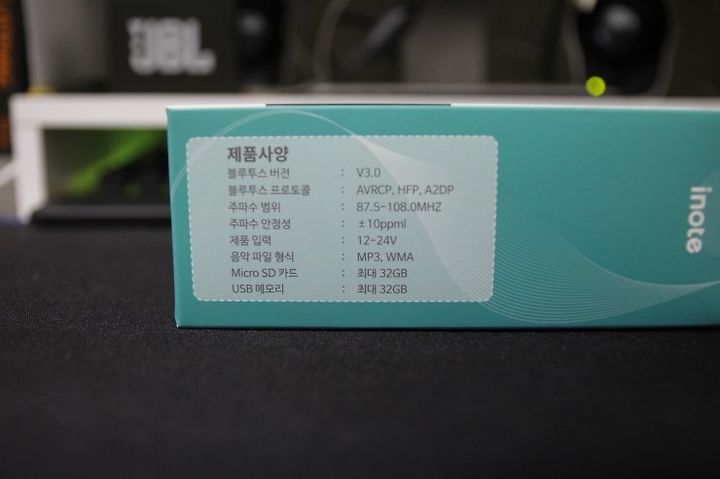 JBL
제품사양
블루투스 버전 : V3.0
블루투스 프로토콜 : AVRCP, HFP, A2DP
주파수 범위 : 87.5-108.0MHZ
주파수 안정성 : ±10ppml
제품 입력 : 12-24V
음악 파일 형식 : MP3, WMA
Micro SD 카드 : 최대 32GB
USB 메모리 : 최대 32GB
inote